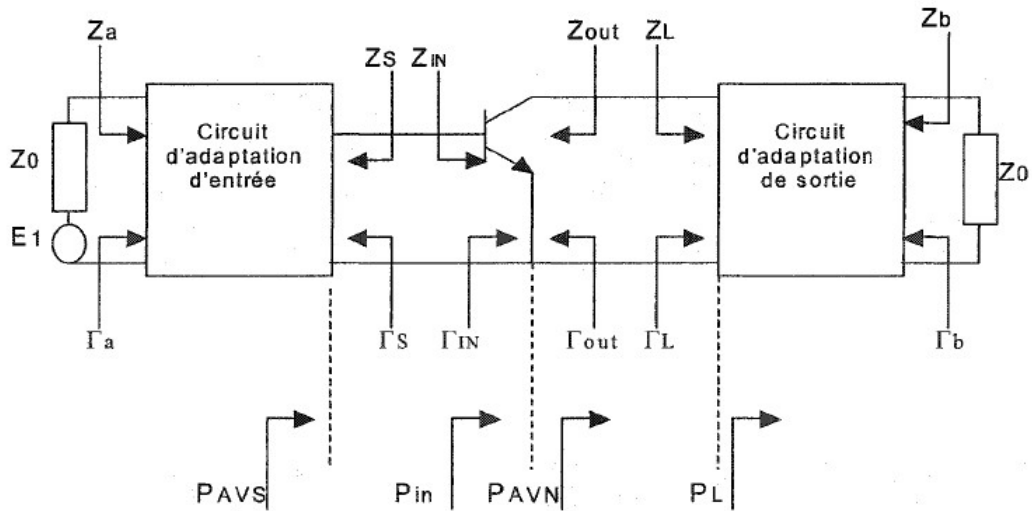 Za
ZS
ZIN
Zout
ZL
Zb
Circuit
d'adaptation
d'entrée
Circuit
d'adaptation
de sortie
Z0
Z0
E1
Γa
ΓS
ΓIN
Γout
ΓL
Γb
PAVS
Pin
PAVN
PL